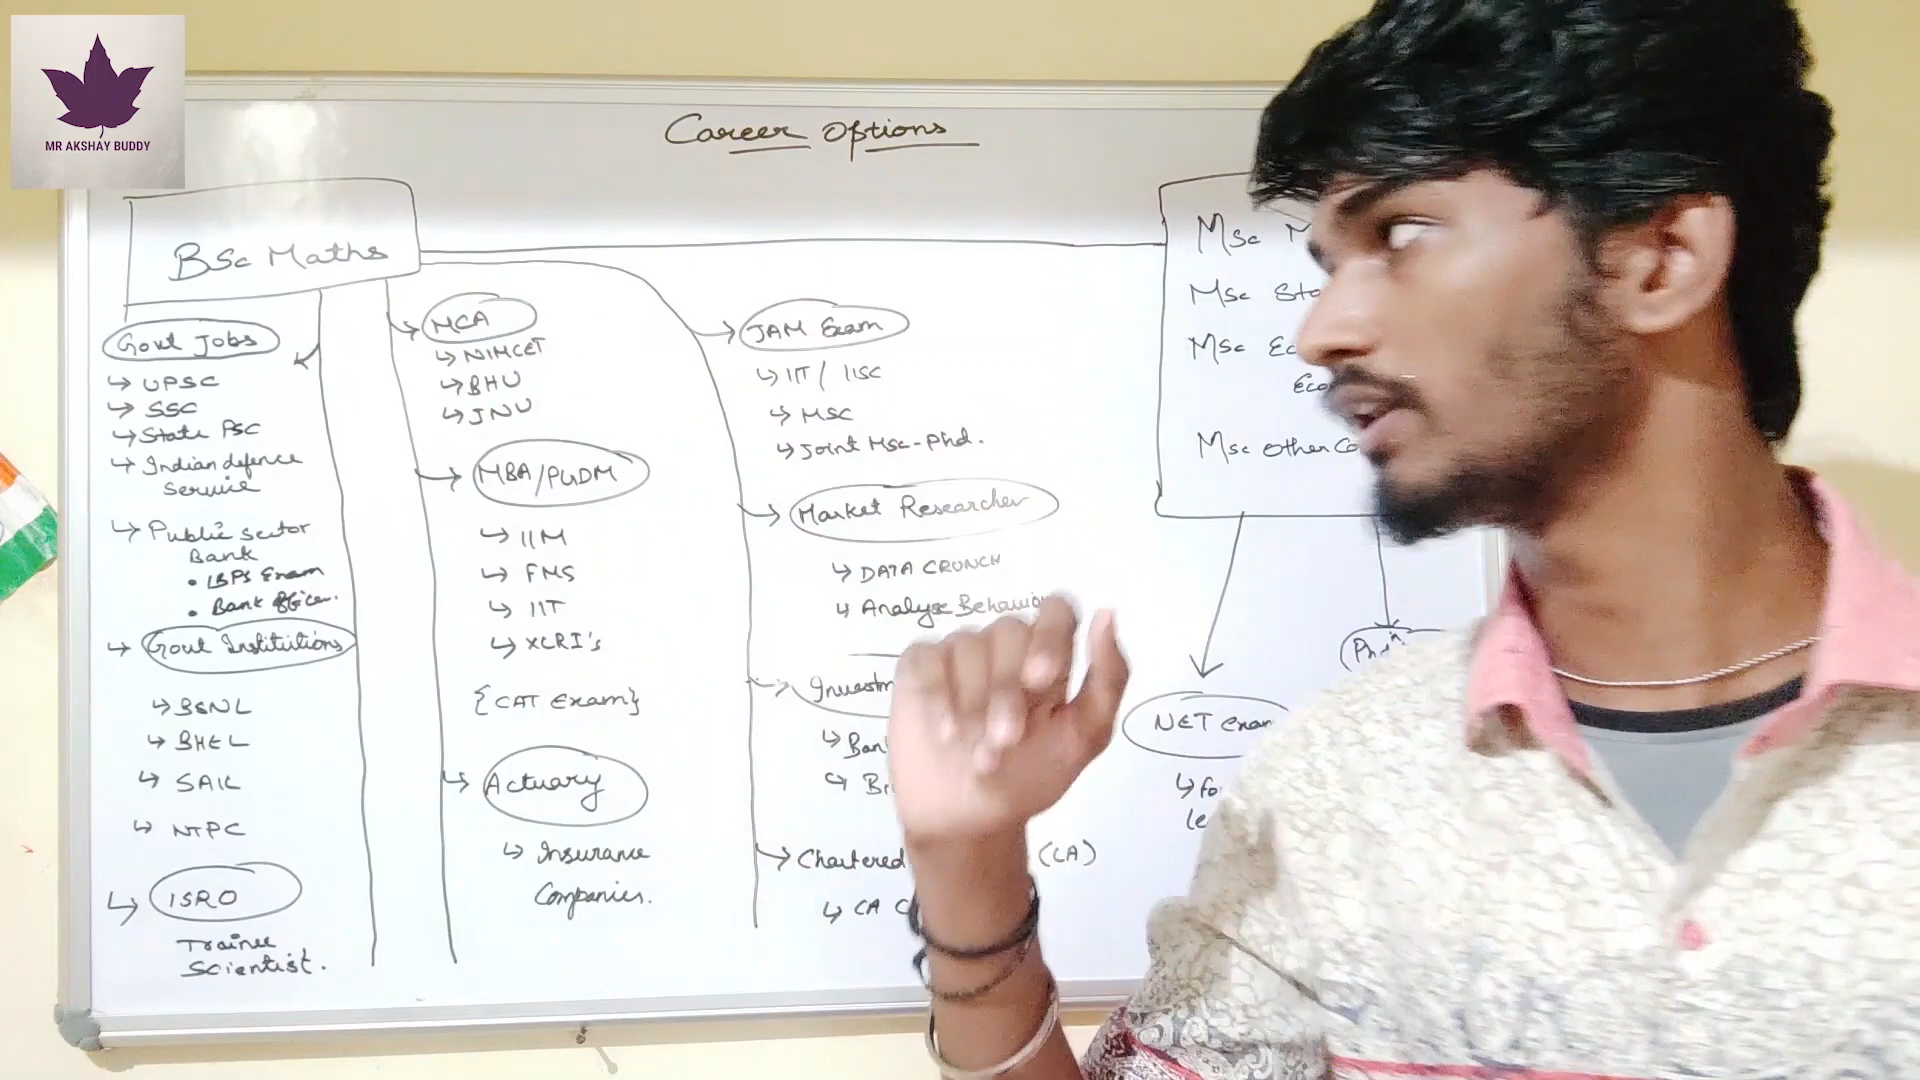 MR AKSHAY BUDDY
Career Options
BSc Maths
Govt Jobs
↳ UPSC
↳ SSC
↳ State PSC
↳ Indian defence
Service
↳ Public sector
Bank
• IBPS Exam
• Bank Officer.
↳ Govt Institutions
↳ BSNL
↳ BHEL
↳ SAIL
↳ NTPC
↳ ISRO
Trainee
Scientist.
MCA
↳ NIMCET
↳ BHU
↳ JNU
MBA/PGDM
↳ IIM
↳ FMS
↳ IIT
↳ XLRI's
{CAT Exam}
↳ Actuary
↳ Insurance
Companies.
JAM Exam
↳ IIT / IISC
↳ MSC
↳ Joint Msc-Phd.
Market Researcher
↳ DATA CRUNCH
↳ Analyse Behaviou
↳
Chartered (CA)
↳ CA
Msc
Msc
Msc
Msc other
NET exam